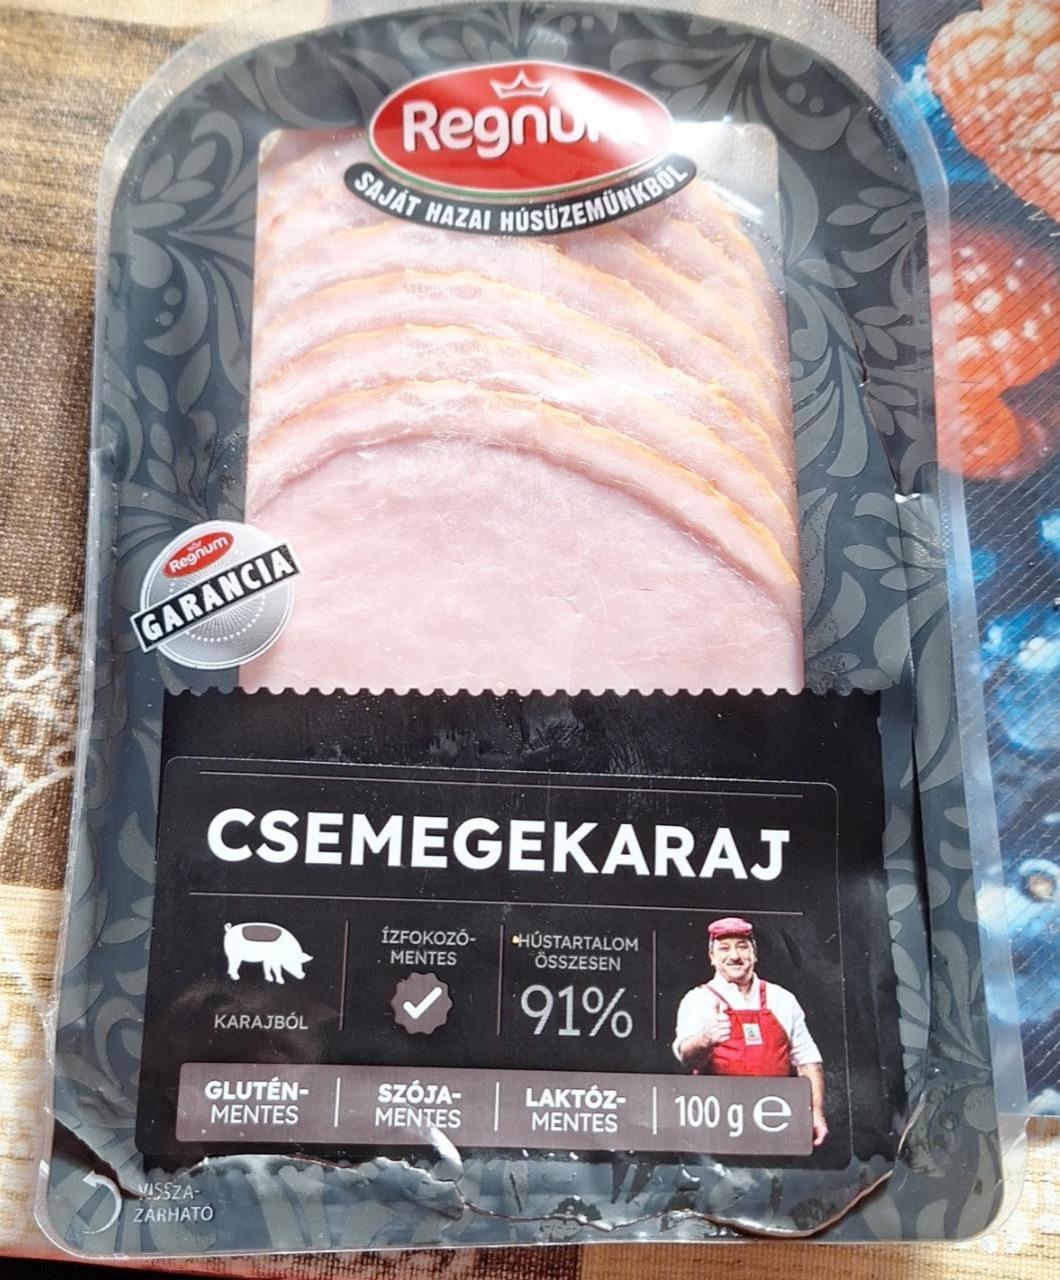 Regnum
SAJÁT HAZAI HÚSÜZEMÜNKBŐL
Regnum
GARANCIA
CSEMEGEKARAJ
KARAJBÓL
ÍZFOKOZÓ-
MENTES
HÚSTARTALOM
ÖSSZESEN
91%
GLUTÉN-
MENTES
SZÓJA-
MENTES
LAKTÓZ-
MENTES
100 g ℮
VISSZA-
ZÁRHATÓ